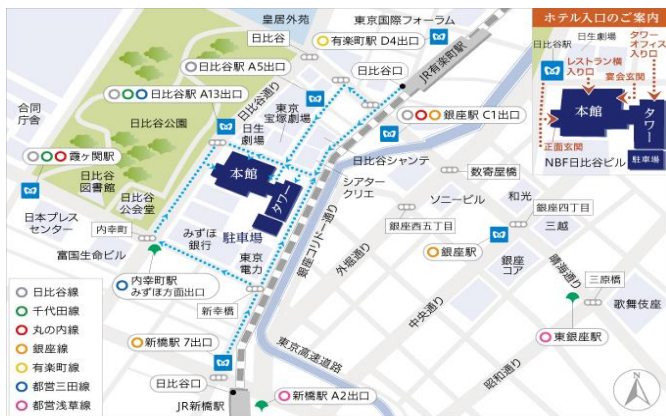 皇居外苑
東京国際フォーラム
日比谷
有楽町駅 D4出口
日比谷駅 A5出口
日比谷口
JR有楽町駅
日比谷駅 A13出口
日比谷通り
東京
宝塚劇場
銀座駅 C1出口
合同
庁舎
日比谷公園
日生
劇場
霞ヶ関駅
日比谷シャンテ
数寄屋橋
本館
シアター
クリエ
日比谷
図書館
タワー
ソニービル
和光
銀座四丁目
日比谷
公会堂
銀座西五丁目
三越
日本プレス
センター
内幸町
みずほ
銀行
駐車場
銀座コリドー通り
外堀通り
銀座駅
銀座
コア
晴海通り
富国生命ビル
東京
電力
三原橋
内幸町駅
みずほ方面出口
中央通り
歌舞伎座
新幸橋
東銀座駅
新橋駅 7出口
東京高速道路
昭和通り
日比谷口
JR新橋駅
新橋駅 A2出口
N
日比谷線
千代田線
丸の内線
銀座線
有楽町線
都営三田線
都営浅草線
ホテル入口のご案内
日比谷駅
日生劇場
タワー
オフィス
入り口
レストラン横
入り口
宴会玄関
本館
タワー
正面玄関
NBF日比谷ビル
駐車場